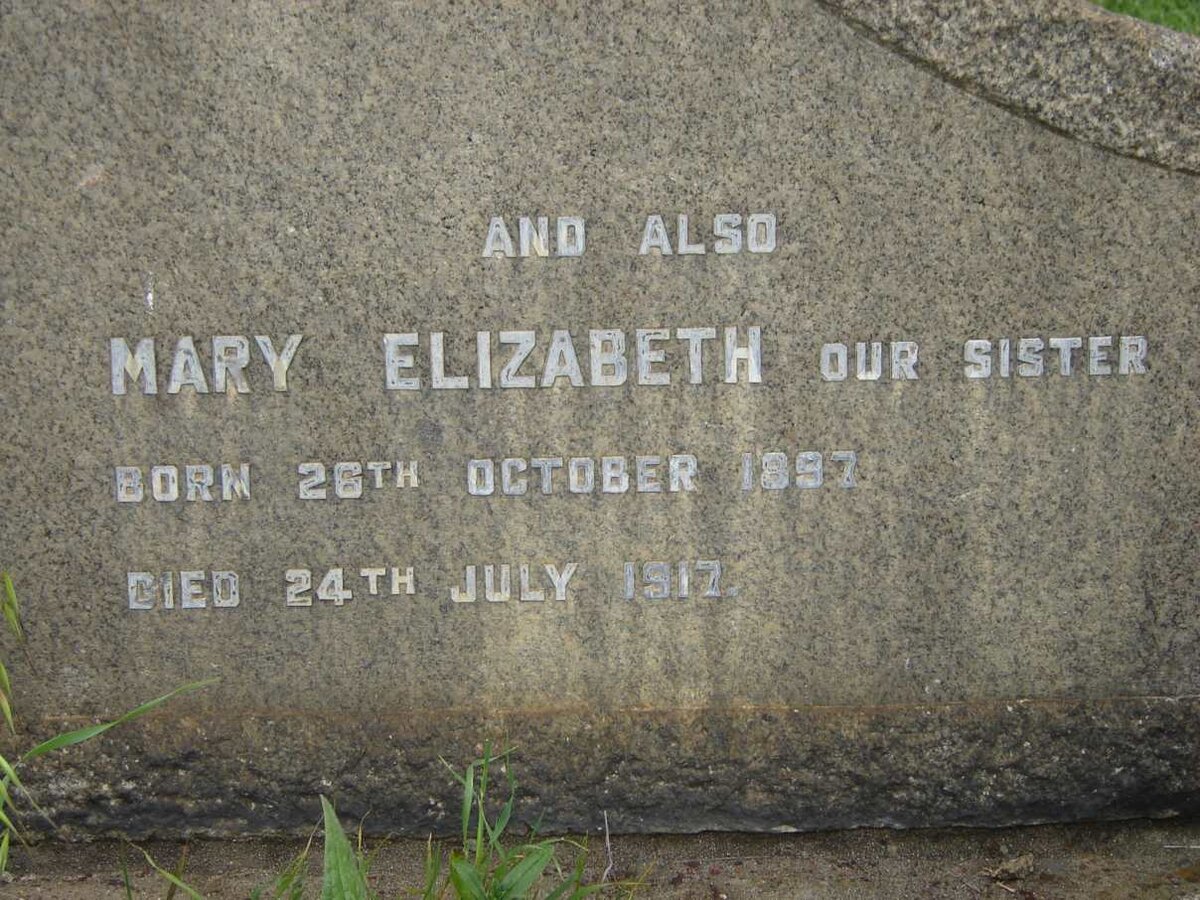 AND ALSO
MARY ELIZABETH OUR SISTER
BORN 26TH OCTOBER 1897
DIED 24TH JULY 1917.